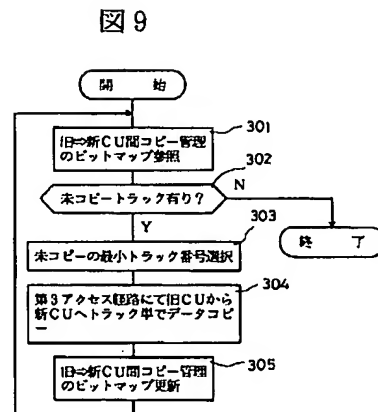 図９
開　始
301
旧⇒新CU間コピー管理
のビットマップ参照
302
未コピートラック有り？
N
Y
303
未コピーの最小トラック番号選択
終　了
304
第３アクセス経路にて旧CUから
新CUへトラック単でデータコピ
ー
305
旧⇒新CU間コピー管理
のビットマップ更新